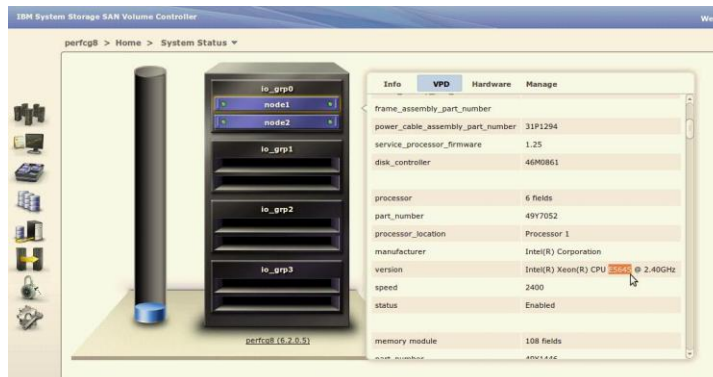 IBM System Storage SAN Volume Controller
We
perfcg8 > Home > System Status
io_grp0
node1
node2
io_grp1
io_grp2
io_grp3
perfcg8 (6.2.0.5)
Info VPD Hardware Manage
frame_assembly_part_number
power_cable_assembly_part_number 31P1294
service_processor_firmware 1.25
disk_controller 46M0861
processor 6 fields
part_number 49Y7052
processor_location Processor 1
manufacturer Intel(R) Corporation
version Intel(R) Xeon(R) CPU E5645 @ 2.40GHz
speed 2400
status Enabled
memory module 108 fields
part_number 49Y1446